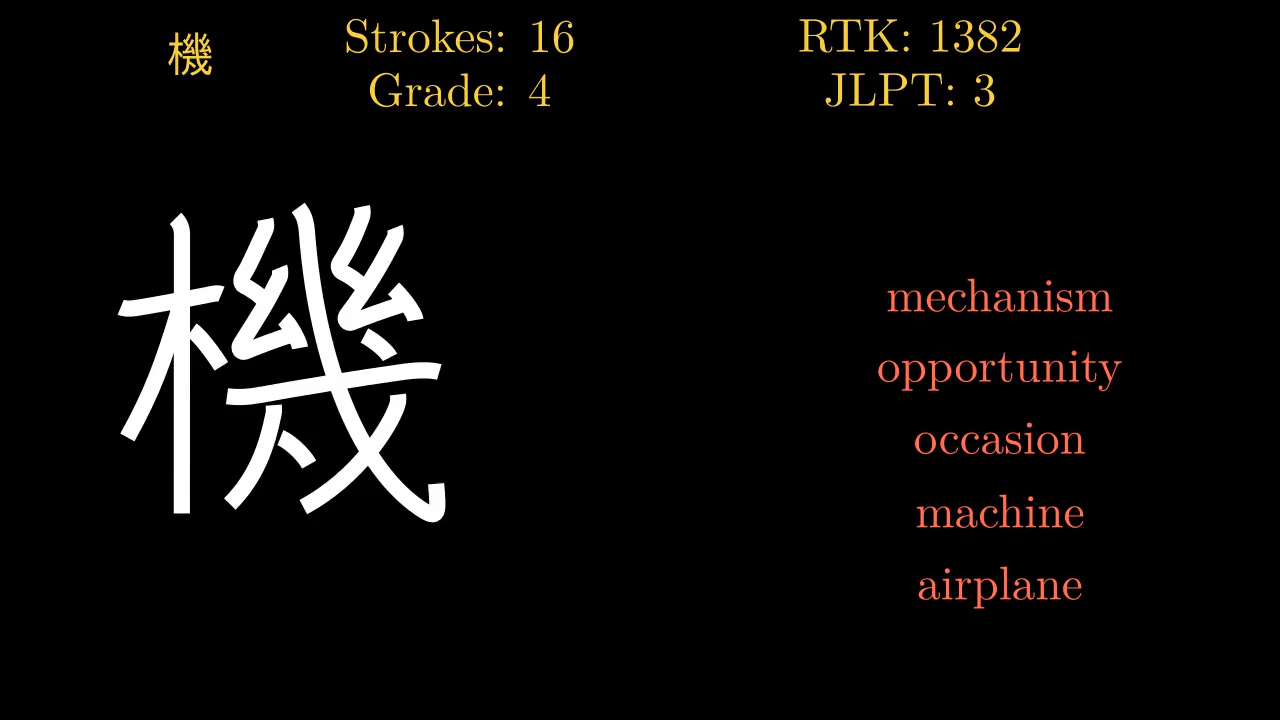 機
Strokes: 16
Grade: 4
RTK: 1382
JLPT: 3
機
mechanism
opportunity
occasion
machine
airplane